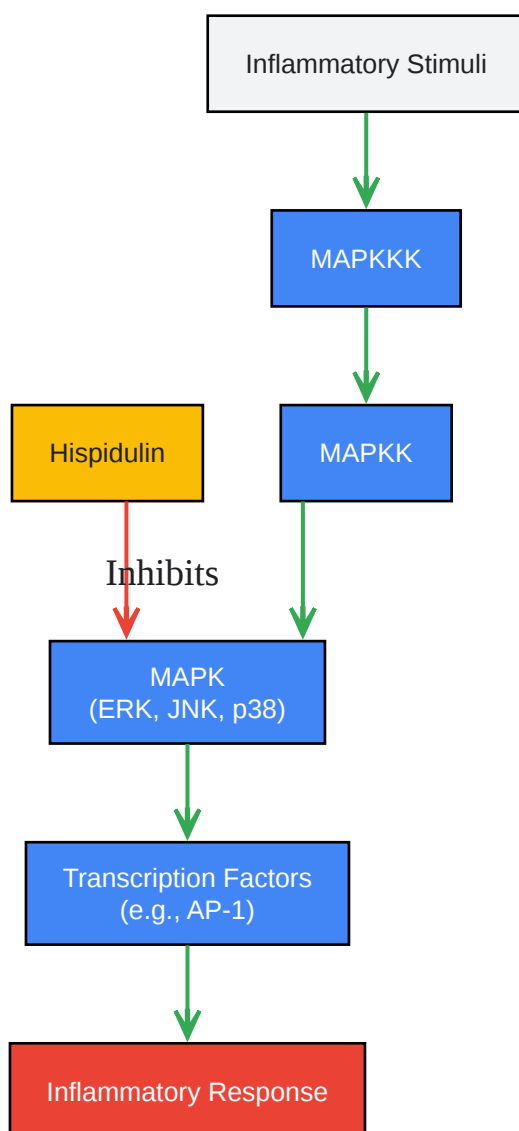 Inflammatory Stimuli
MAPKKK
Hispidulin
MAPKK
Inhibits
MAPK
(ERK, JNK, p38)
Transcription Factors
(e.g., AP-1)
Inflammatory Response